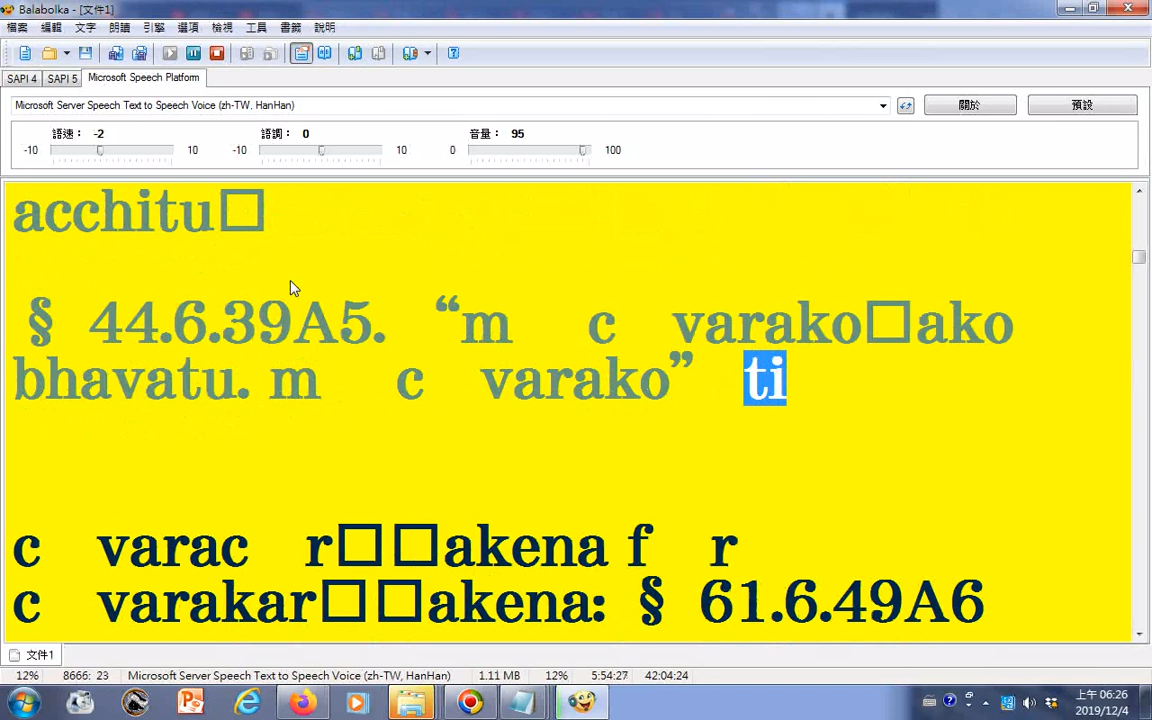 Balabolka - [文件1]
檔案 編輯 文字 朗讀 引擎 選項 檢視 工具 書籤 說明
SAPI 4 SAPI 5 Microsoft Speech Platform
Microsoft Server Speech Text to Speech Voice (zh-TW, HanHan) 關於 預設
語速： -2 語調： 0 音量： 95
-10 10 -10 10 0 100
acchitu□
§ 44.6.39A5. “m c varako□ako
bhavatu. m c varako” ti
c varac r□□akena f r
c varakar□□akena: § 61.6.49A6
文件1
12% 8666: 23 Microsoft Server Speech Text to Speech Voice (zh-TW, HanHan) 1.11 MB 12% 5:54:27 42:04:24
上午 06:26
2019/12/4